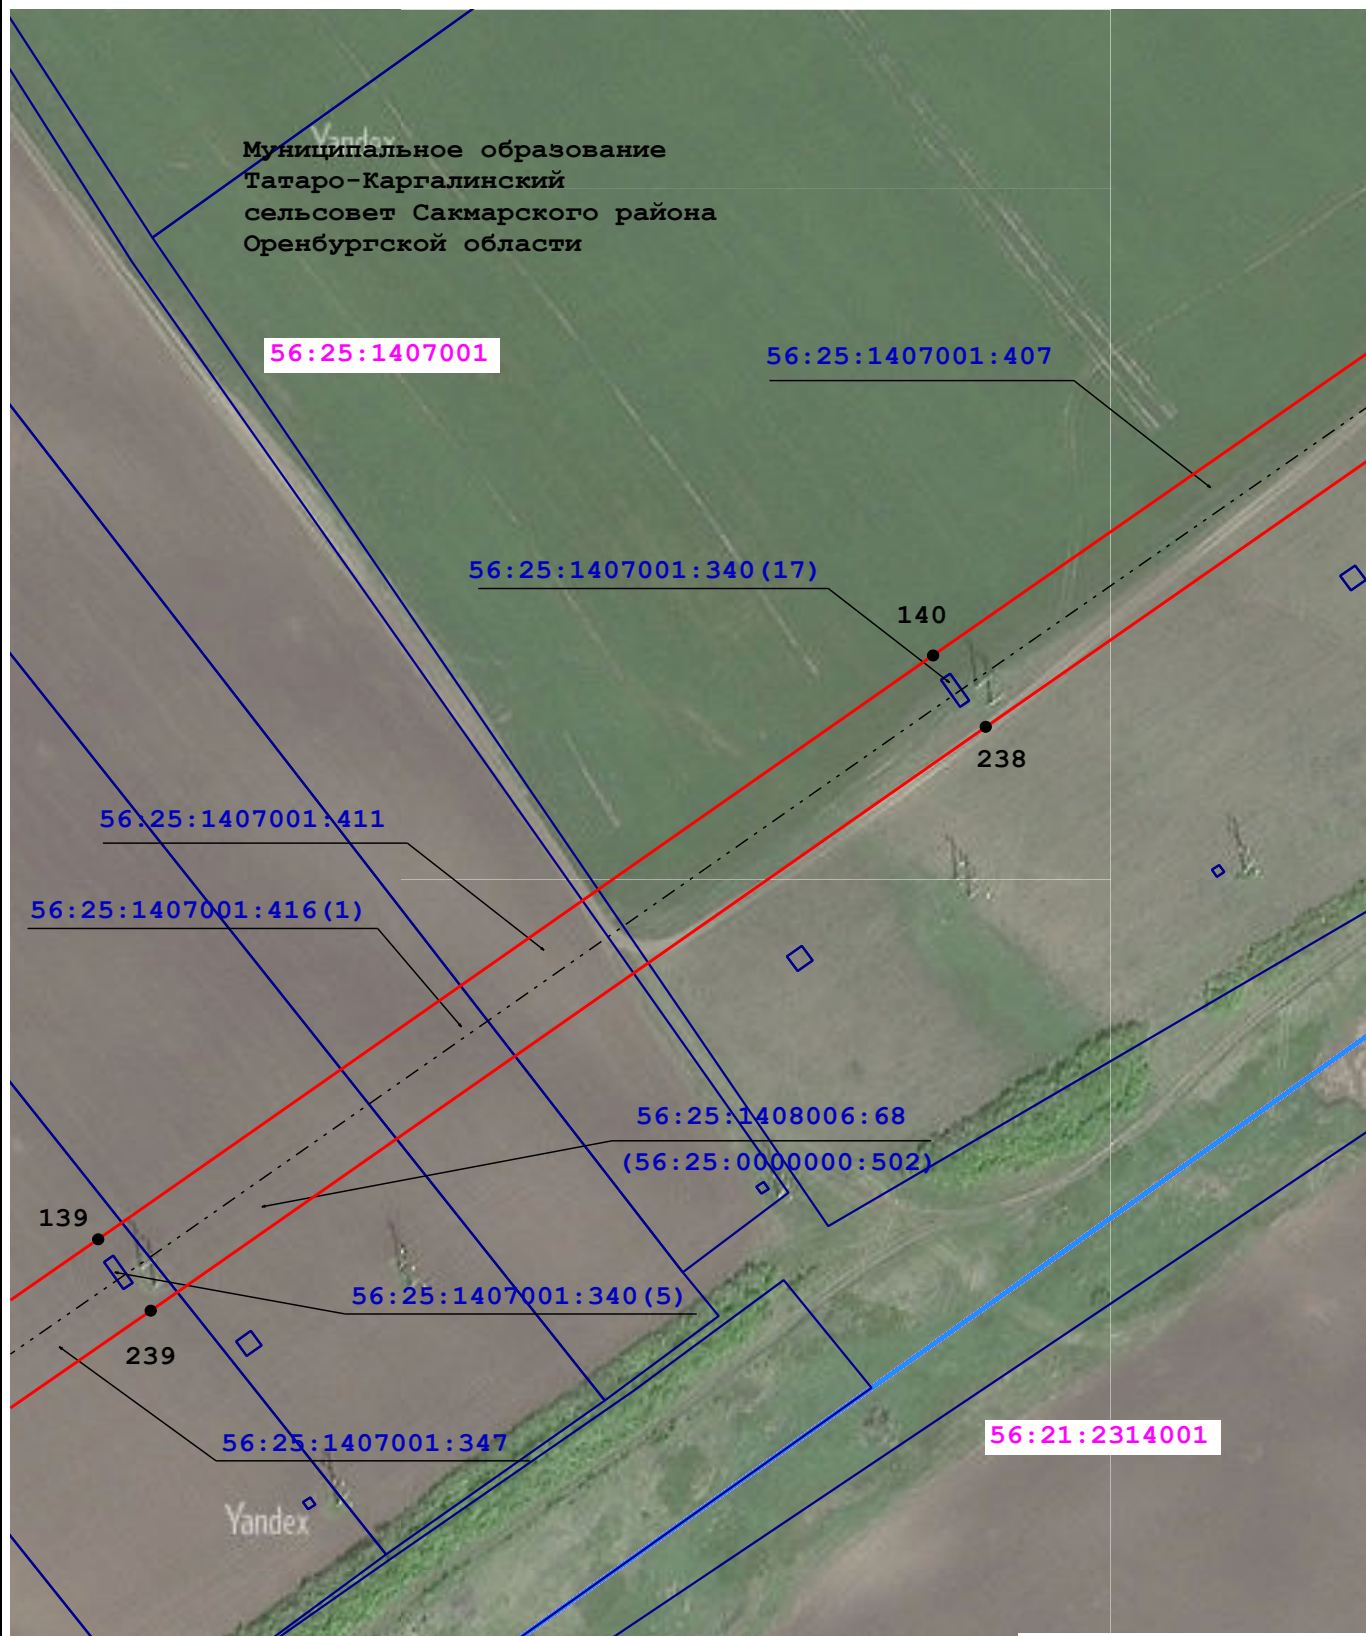 Yandex
Муниципальное образование
Татаро-Каргалинский
сельсовет Сакмарского района
Оренбургской области
56:25:1407001
56:25:1407001:407
56:25:1407001:340(17)
140
238
56:25:1407001:411
56:25:1407001:416(1)
56:25:1408006:68
(56:25:0000000:502)
139
56:25:1407001:340(5)
239
56:25:1407001:347
56:21:2314001
Yandex